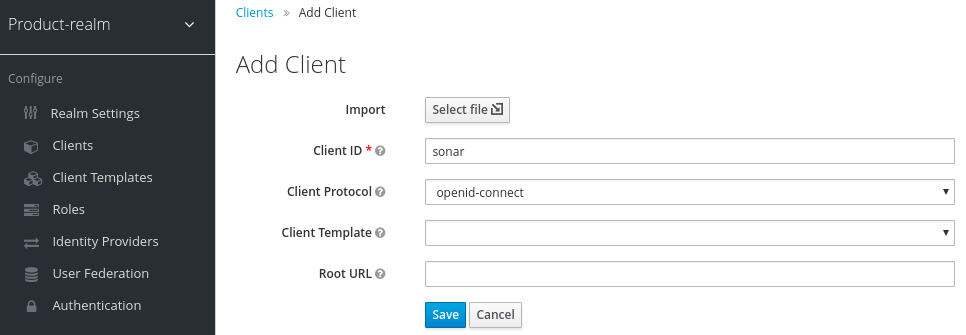 Product-realm
Configure
Realm Settings
Clients
Client Templates
Roles
Identity Providers
User Federation
Authentication
Clients » Add Client
Add Client
Import Select file
Client ID * sonar
Client Protocol openid-connect
Client Template
Root URL
Save Cancel